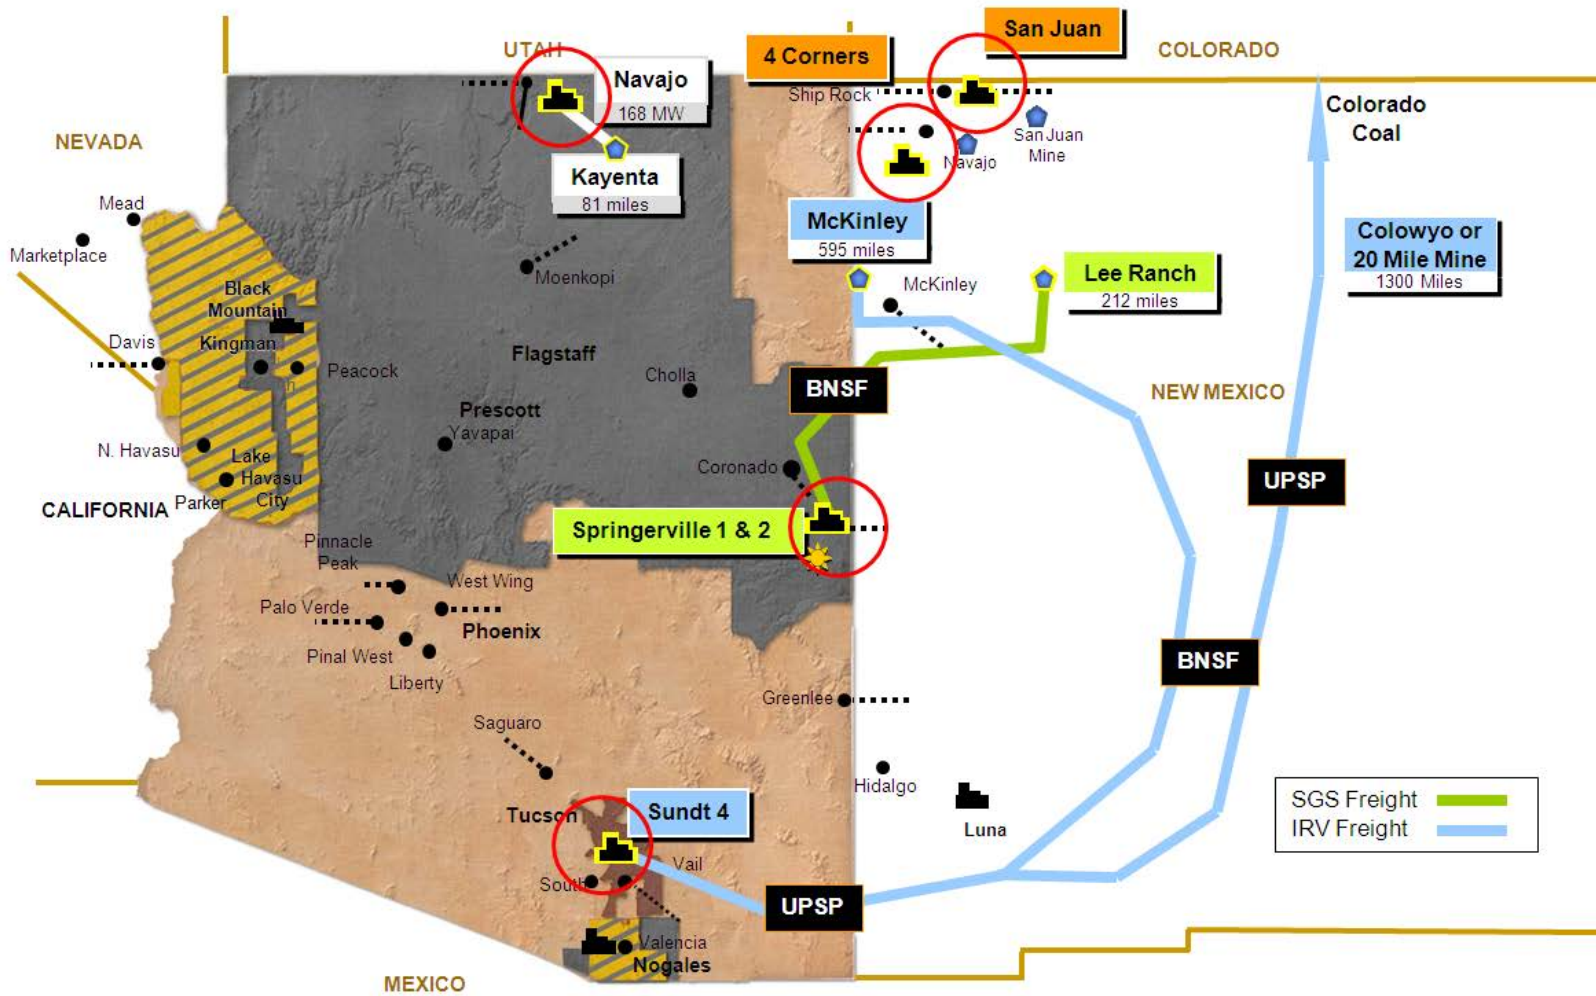 San Juan
UTAH
4 Corners
COLORADO
Navajo
168 MW
Ship Rock
Colorado
Coal
NEVADA
San Juan
Mine
Navajo
Kayenta
81 miles
Mead
McKinley
595 miles
Colowyo or
20 Mile Mine
1300 Miles
Marketplace
Moenkopi
McKinley
Lee Ranch
212 miles
Black
Mountain
Davis
Kingman
Peacock
Flagstaff
Cholla
BNSF
NEW MEXICO
Prescott
Yavapai
N. Havasu
Lake
Havasu
City
Coronado
UPSP
Parker
CALIFORNIA
Springerville 1 & 2
Pinnacle
Peak
West Wing
Palo Verde
Phoenix
Pinal West
Liberty
BNSF
Greenlee
Saguaro
Hidalgo
Luna
SGS Freight
IRV Freight
Tucson
Sundt 4
Vail
South
UPSP
Valencia
Nogales
MEXICO